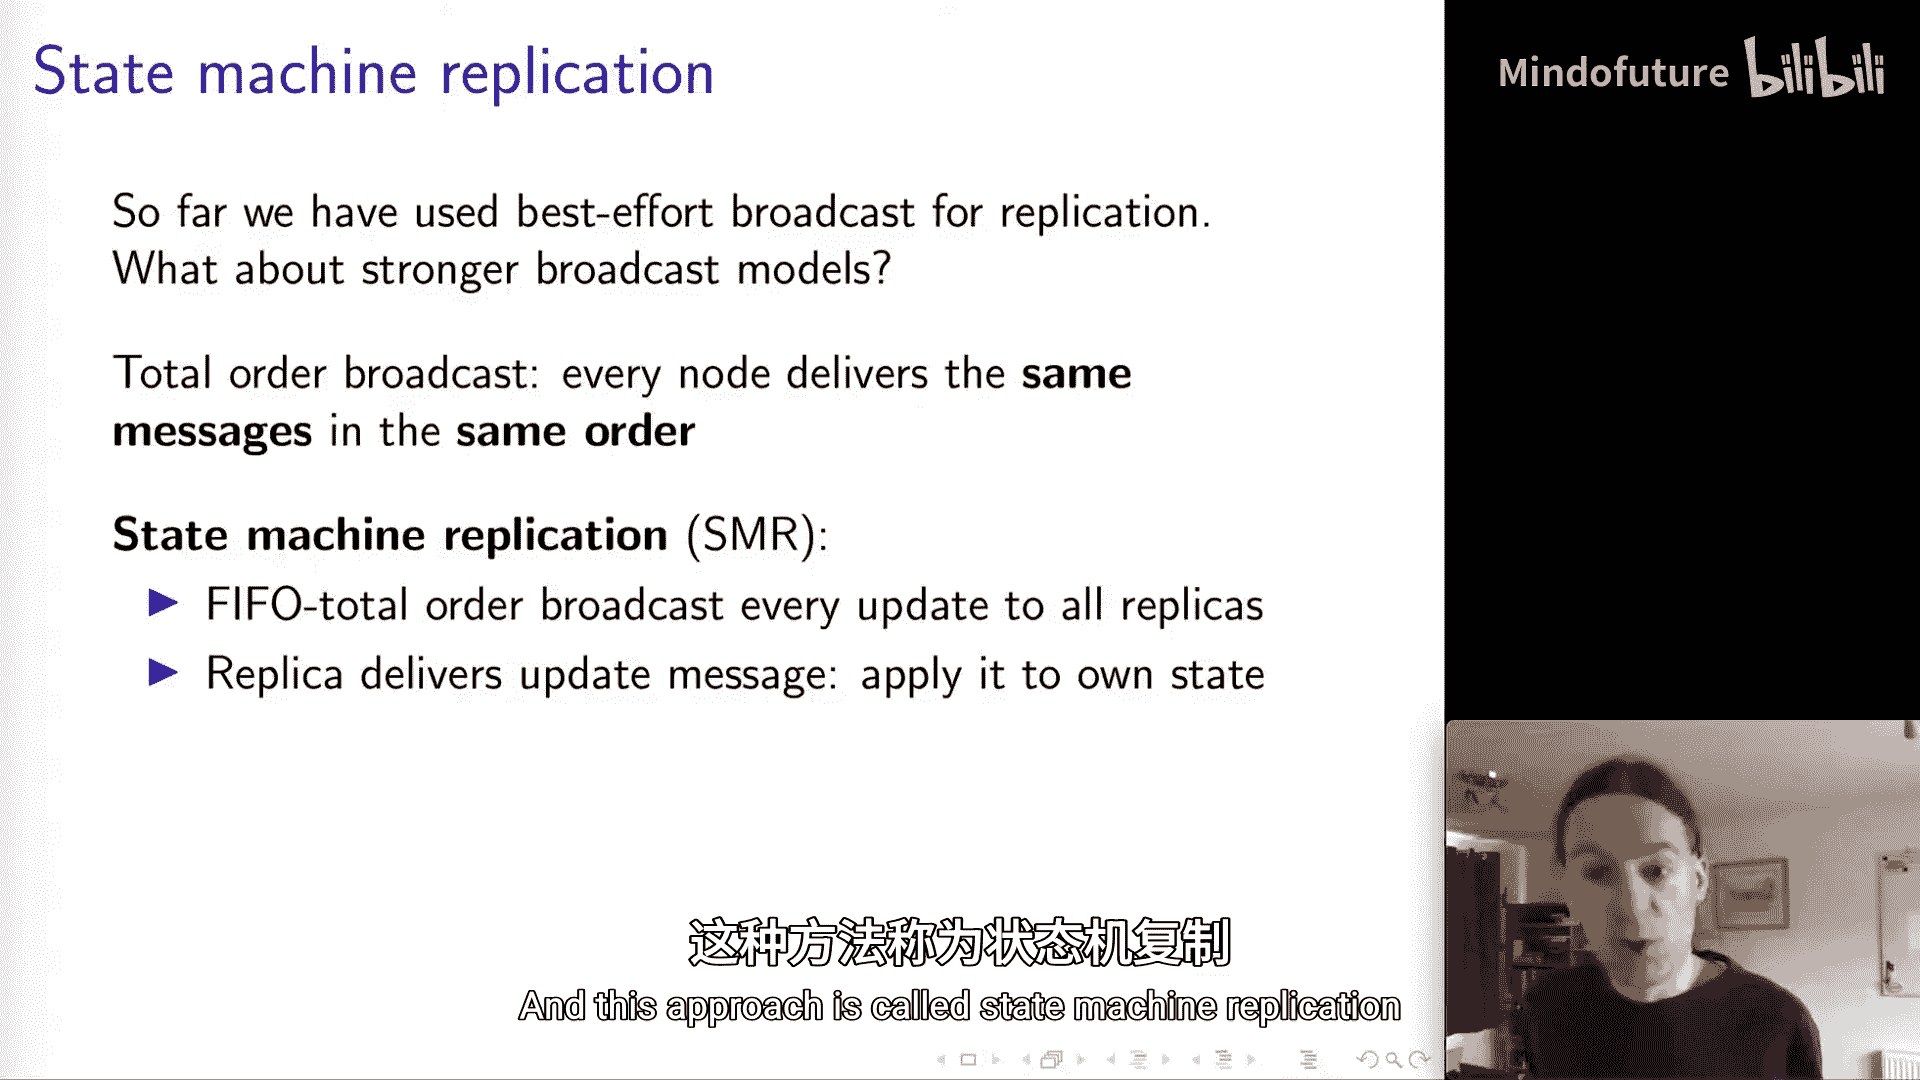 State machine replication
Mindofuture bilibili
So far we have used best-effort broadcast for replication.
What about stronger broadcast models?
Total order broadcast: every node delivers the same
messages in the same order
State machine replication (SMR):
FIFO-total order broadcast every update to all replicas
Replica delivers update message: apply it to own state
这种方法称为状态机复制
And this approach is called state machine replication